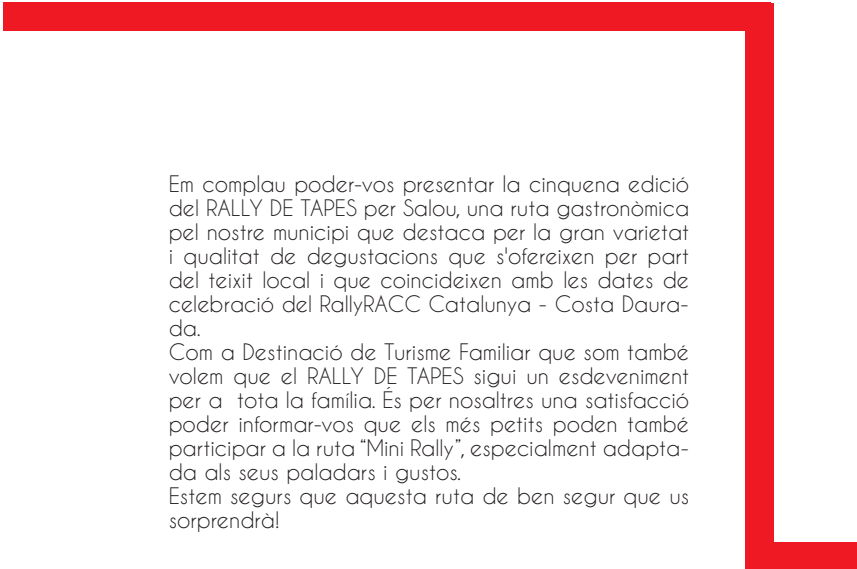 Em complau poder-vos presentar la cinquena edició
del RALLY DE TAPES per Salou, una ruta gastronòmica
pel nostre municipi que destaca per la gran varietat
i qualitat de degustacions que s'ofereixen per part
del teixit local i que coincideixen amb les dates de
celebració del RallyRACC Catalunya - Costa Daura-
da.
Com a Destinació de Turisme Familiar que som també
volem que el RALLY DE TAPES sigui un esdeveniment
per a  tota la família. És per nosaltres una satisfacció
poder informar-vos que els més petits poden també
participar a la ruta “Mini Rally”, especialment adapta-
da als seus paladars i gustos.
Estem segurs que aquesta ruta de ben segur que us
sorprendrà!